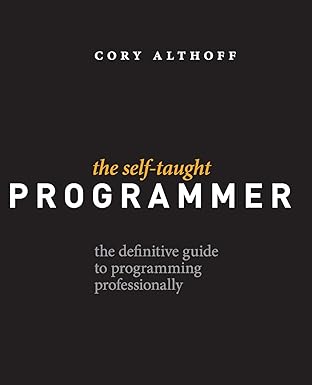 CORY ALTHOFF
the self-taught
PROGRAMMER
the definitive guide
to programming
professionally